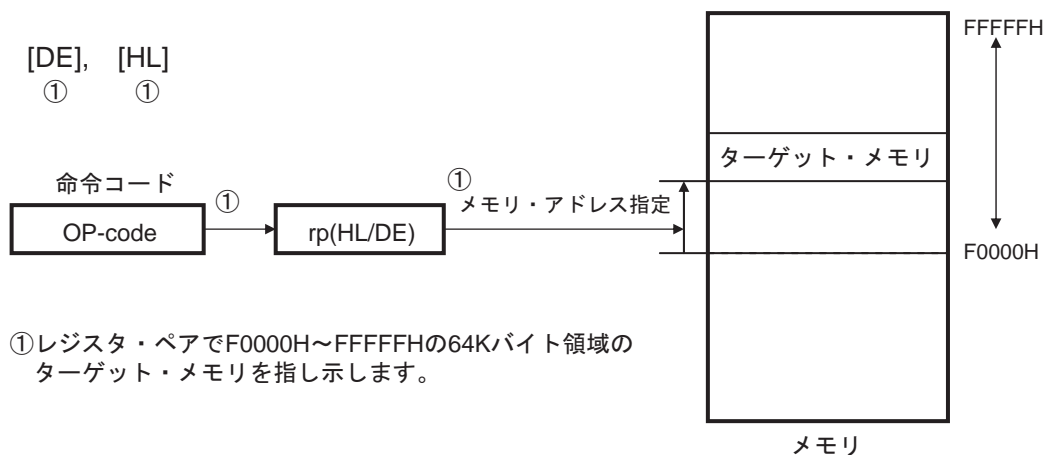 [DE], [HL]
① ①
命令コード
OP-code
①
rp(HL/DE)
①
メモリ・アドレス指定
ターゲット・メモリ
FFFFFH
F0000H
メモリ
①レジスタ・ペアでF0000H～FFFFFHの64Kバイト領域の
ターゲット・メモリを指し示します。